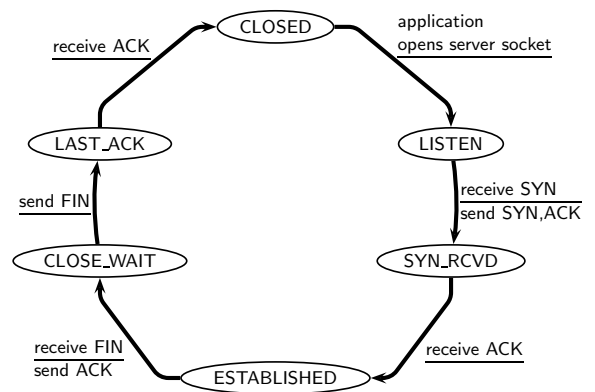 CLOSED
application
opens server socket
receive ACK
LAST_ACK
LISTEN
receive SYN
send SYN,ACK
send FIN
CLOSE_WAIT
SYN_RCVD
receive FIN
send ACK
receive ACK
ESTABLISHED